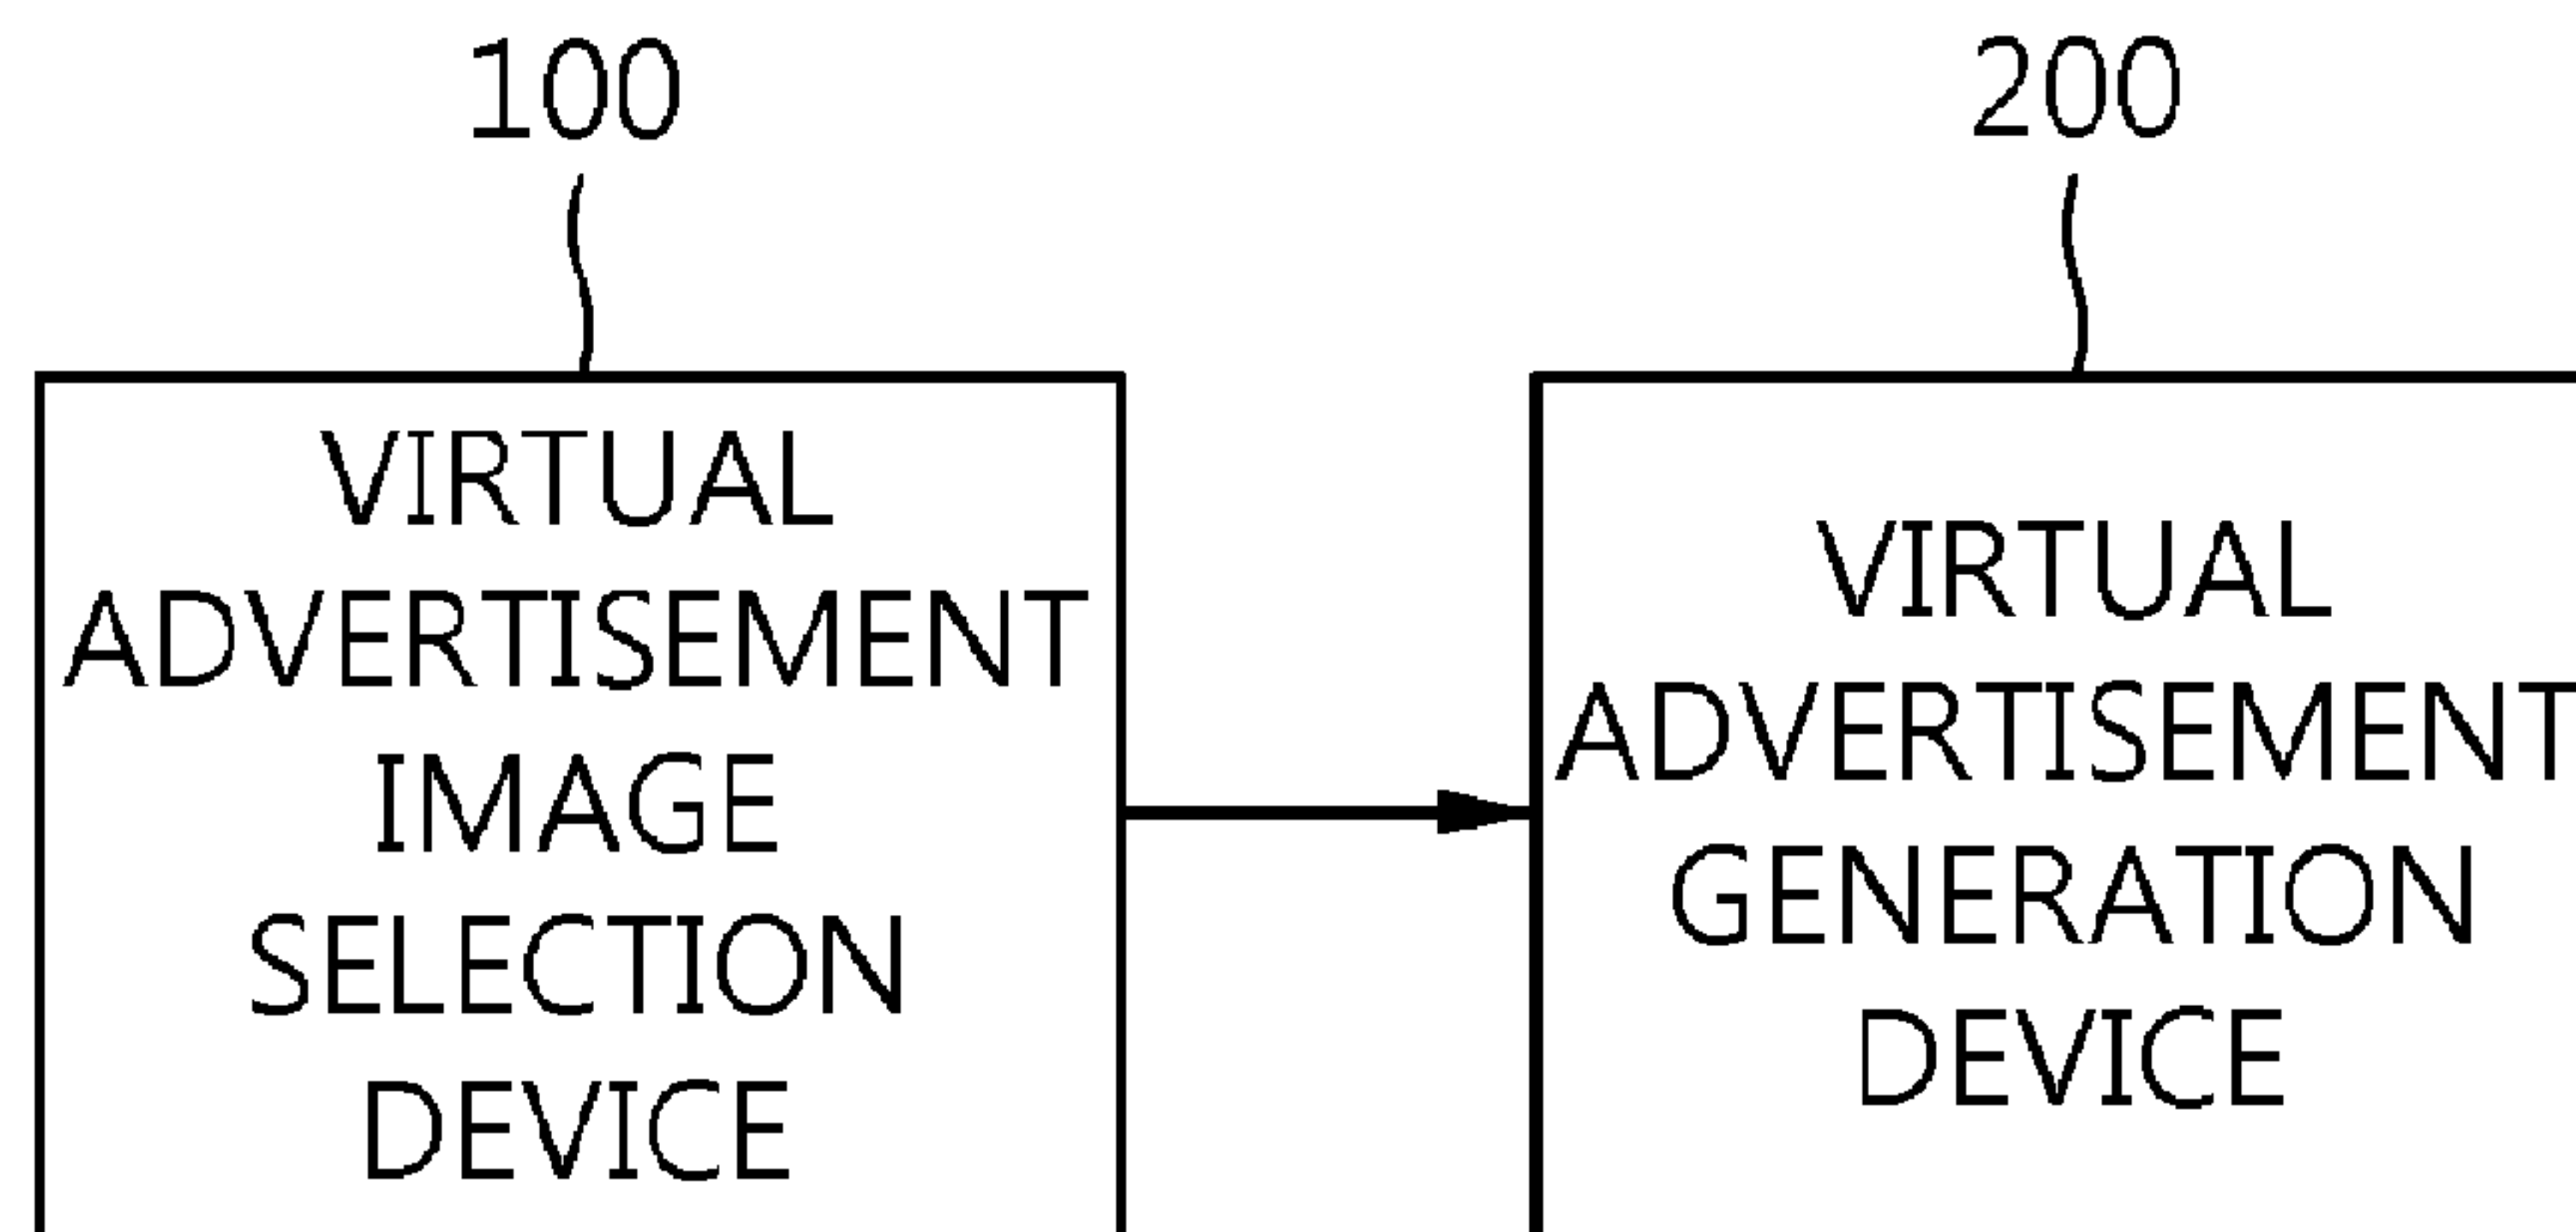 100
200
VIRTUAL
ADVERTISEMENT
IMAGE
SELECTION
DEVICE
VIRTUAL
ADVERTISEMENT
GENERATION
DEVICE